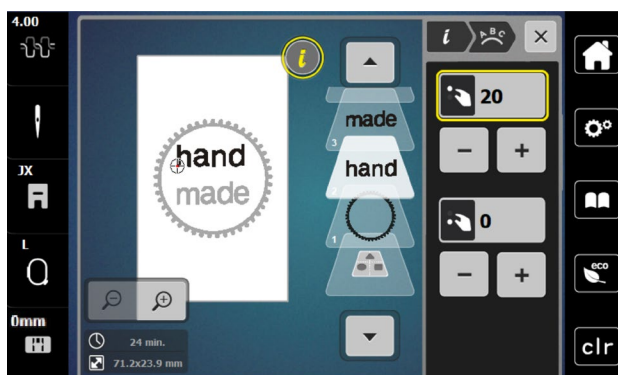 4.00
JX
L
0mm
hand
made
24 min.
71.2x23.9 mm
made
3
hand
2
1
i
i
ABC
20
-
+
0
-
+
eco
clr